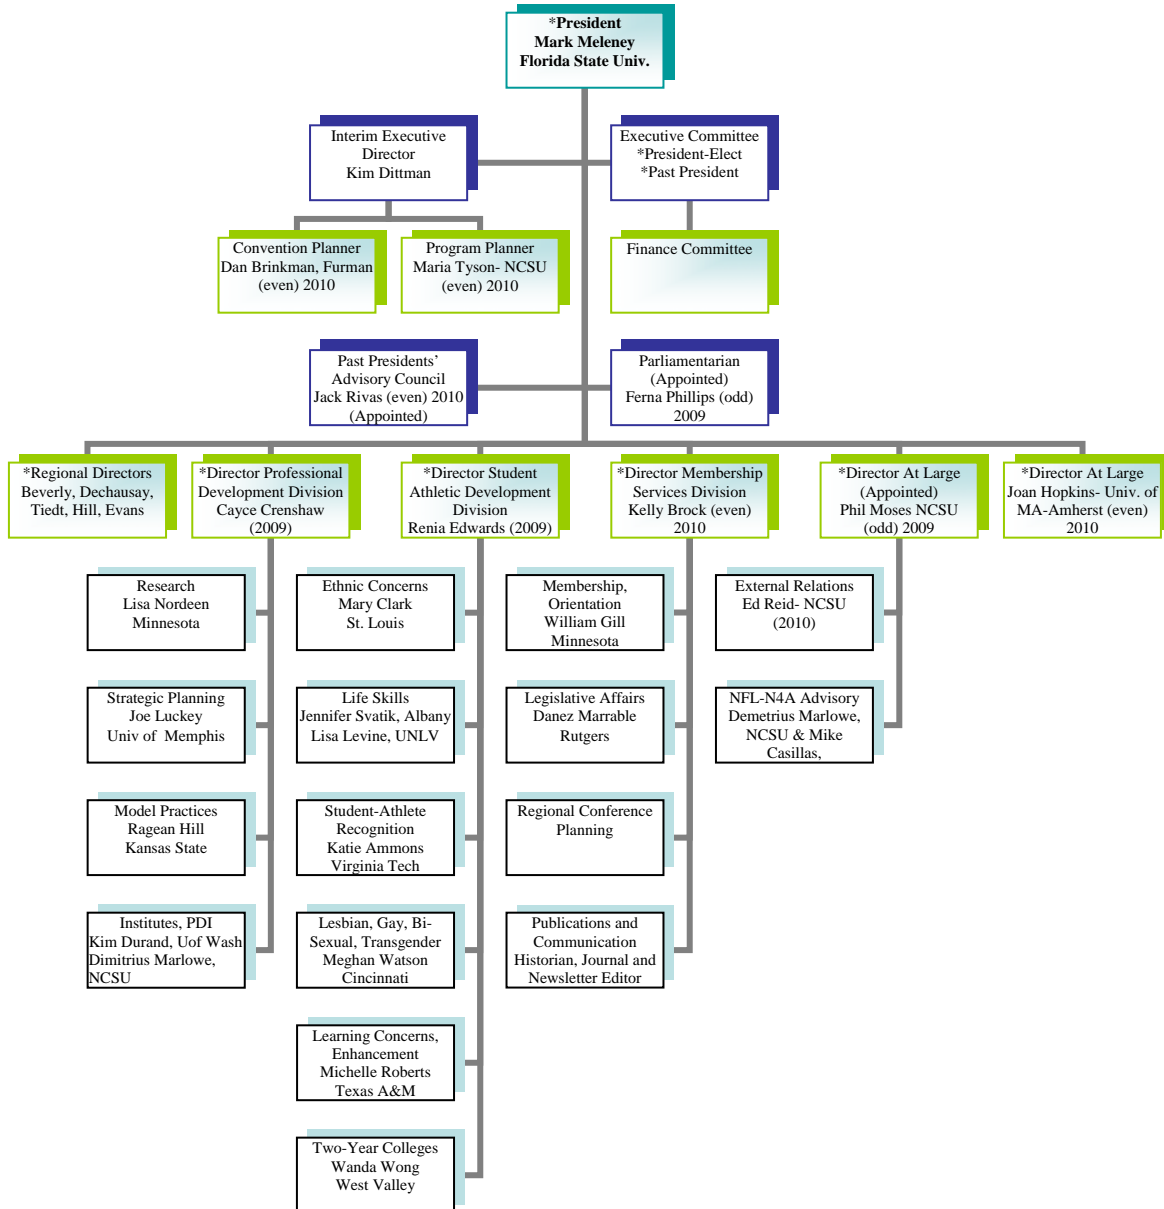 *President
Mark Meleney
Florida State Univ.
Interim Executive
Director
Kim Dittman
Executive Committee
*President-Elect
*Past President
Convention Planner
Dan Brinkman, Furman
(even) 2010
Program Planner
Maria Tyson- NCSU
(even) 2010
Finance Committee
Past Presidents'
Advisory Council
Jack Rivas (even) 2010
(Appointed)
Parliamentarian
(Appointed)
Ferna Phillips (odd)
2009
*Regional Directors
Beverly, Dechausay,
Tiedt, Hill, Evans
*Director Professional
Development Division
Cayce Crenshaw
(2009)
*Director Student
Athletic Development
Division
Renia Edwards (2009)
*Director Membership
Services Division
Kelly Brock (even)
2010
*Director At Large
(Appointed)
Phil Moses NCSU
(odd) 2009
*Director At Large
Joan Hopkins- Univ. of
MA-Amherst (even)
2010
Research
Lisa Nordeen
Minnesota
Strategic Planning
Joe Luckey
Univ of  Memphis
Model Practices
Ragean Hill
Kansas State
Institutes, PDI
Kim Durand, Uof Wash
Dimitrius Marlowe,
NCSU
Ethnic Concerns
Mary Clark
St. Louis
Life Skills
Jennifer Svatik, Albany
Lisa Levine, UNLV
Student-Athlete
Recognition
Katie Ammons
Virginia Tech
Lesbian, Gay, Bi-
Sexual, Transgender
Meghan Watson
Cincinnati
Learning Concerns,
Enhancement
Michelle Roberts
Texas A&M
Two-Year Colleges
Wanda Wong
West Valley
Membership,
Orientation
William Gill
Minnesota
Legislative Affairs
Danez Marrable
Rutgers
Regional Conference
Planning
Publications and
Communication
Historian, Journal and
Newsletter Editor
External Relations
Ed Reid- NCSU
(2010)
NFL-N4A Advisory
Demetrius Marlowe,
NCSU & Mike
Casillas,